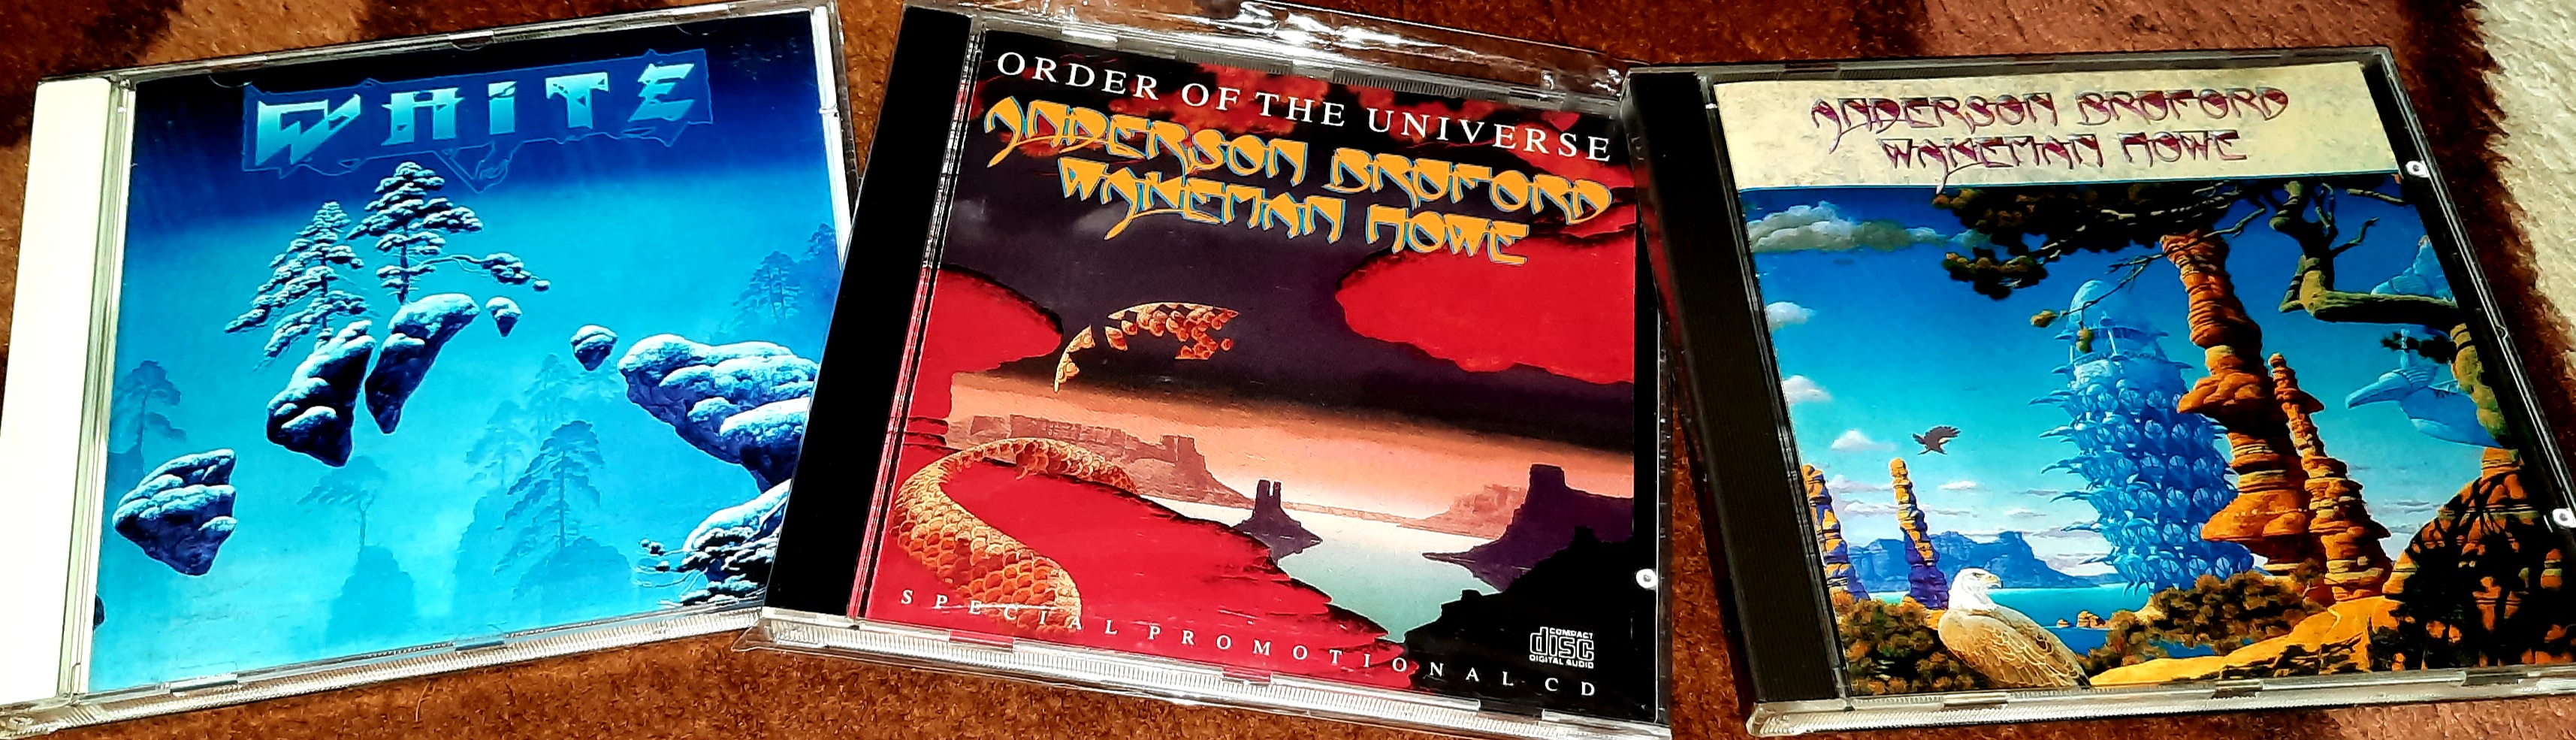 WHITE
ORDER OF THE UNIVERSE
ANDERSON BRUFORD
WAKEMAN HOWE
SPECIAL PROMOTIONAL CD
COMPACT
disc
DIGITAL AUDIO
ANDERSON BRUFORD
WAKEMAN HOWE